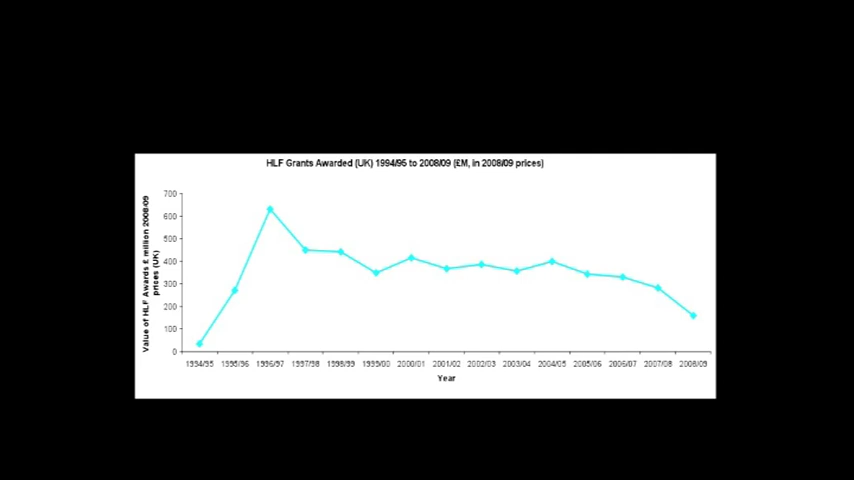 HLF Grants Awarded (UK) 1994/95 to 2008/09 (£M, in 2008/09 prices)
Value of HLF Awards £ million 2008/09
prices (UK)
700
600
500
400
300
200
100
0
1994/95 1995/96 1996/97 1997/98 1998/99 1999/00 2000/01 2001/02 2002/03 2003/04 2004/05 2005/06 2006/07 2007/08 2008/09
Year